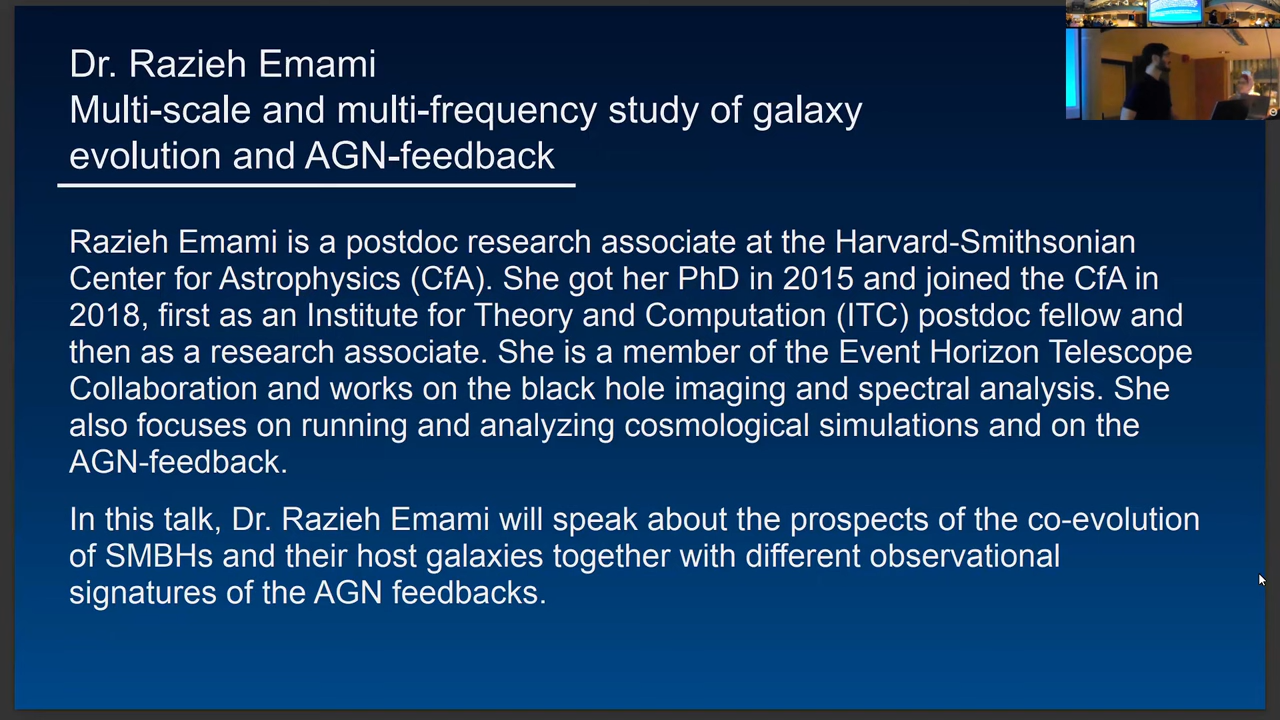 Dr. Razieh Emami
Multi-scale and multi-frequency study of galaxy
evolution and AGN-feedback
Razieh Emami is a postdoc research associate at the Harvard-Smithsonian
Center for Astrophysics (CfA). She got her PhD in 2015 and joined the CfA in
2018, first as an Institute for Theory and Computation (ITC) postdoc fellow and
then as a research associate. She is a member of the Event Horizon Telescope
Collaboration and works on the black hole imaging and spectral analysis. She
also focuses on running and analyzing cosmological simulations and on the
AGN-feedback.
In this talk, Dr. Razieh Emami will speak about the prospects of the co-evolution
of SMBHs and their host galaxies together with different observational
signatures of the AGN feedbacks.